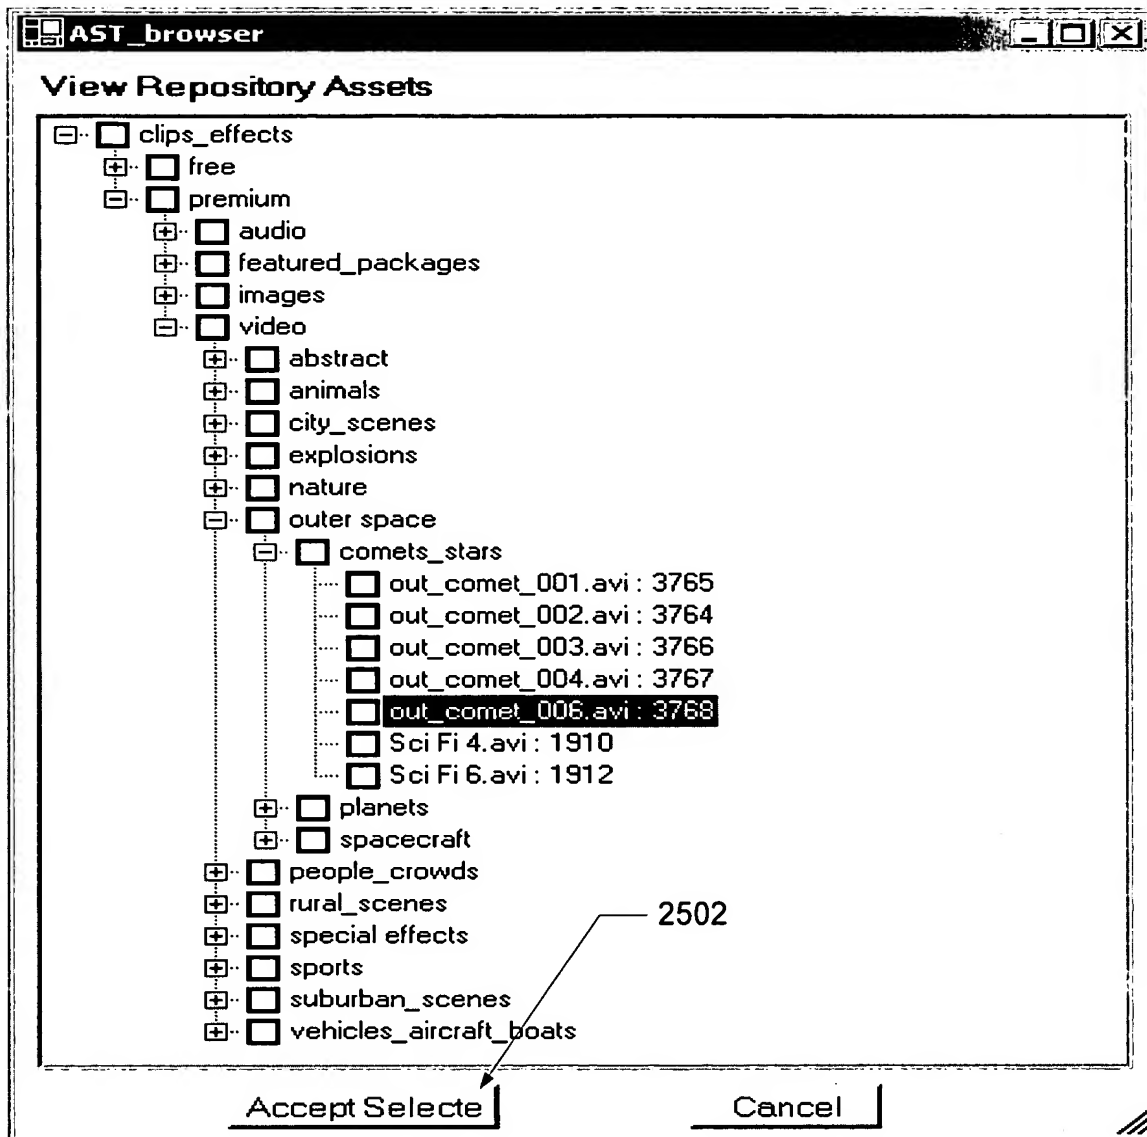 AST_browser
View Repository Assets
clips_effects
free
premium
audio
featured_packages
images
video
abstract
animals
city_scenes
explosions
nature
outer space
comets_stars
out_comet_001.avi : 3765
out_comet_002.avi : 3764
out_comet_003.avi : 3766
out_comet_004.avi : 3767
out_comet_006.avi : 3768
Sci Fi 4.avi : 1910
Sci Fi 6.avi : 1912
planets
spacecraft
people_crowds
rural_scenes
2502
special effects
sports
suburban_scenes
vehicles_aircraft_boats
Accept Selecte
Cancel